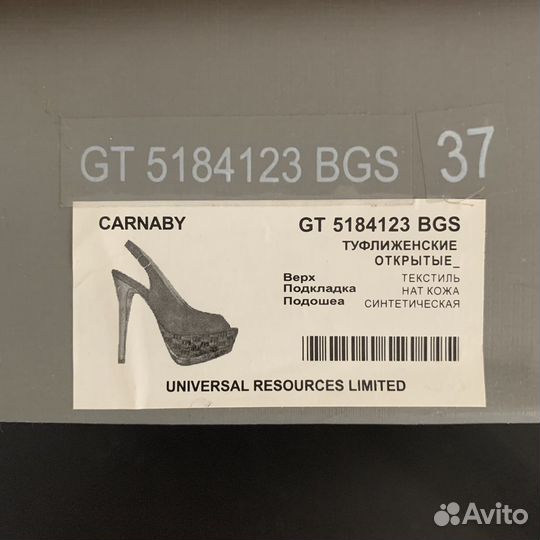 GT 5184123 BGS 37
CARNABY GT 5184123 BGS
ТУФЛИЖЕНСКИЕ
ОТКРЫТЫЕ_
Верх ТЕКСТИЛЬ
Подкладка НАТ КОЖА
Подошеа СИНТЕТИЧЕСКАЯ
UNIVERSAL RESOURCES LIMITED
Avito